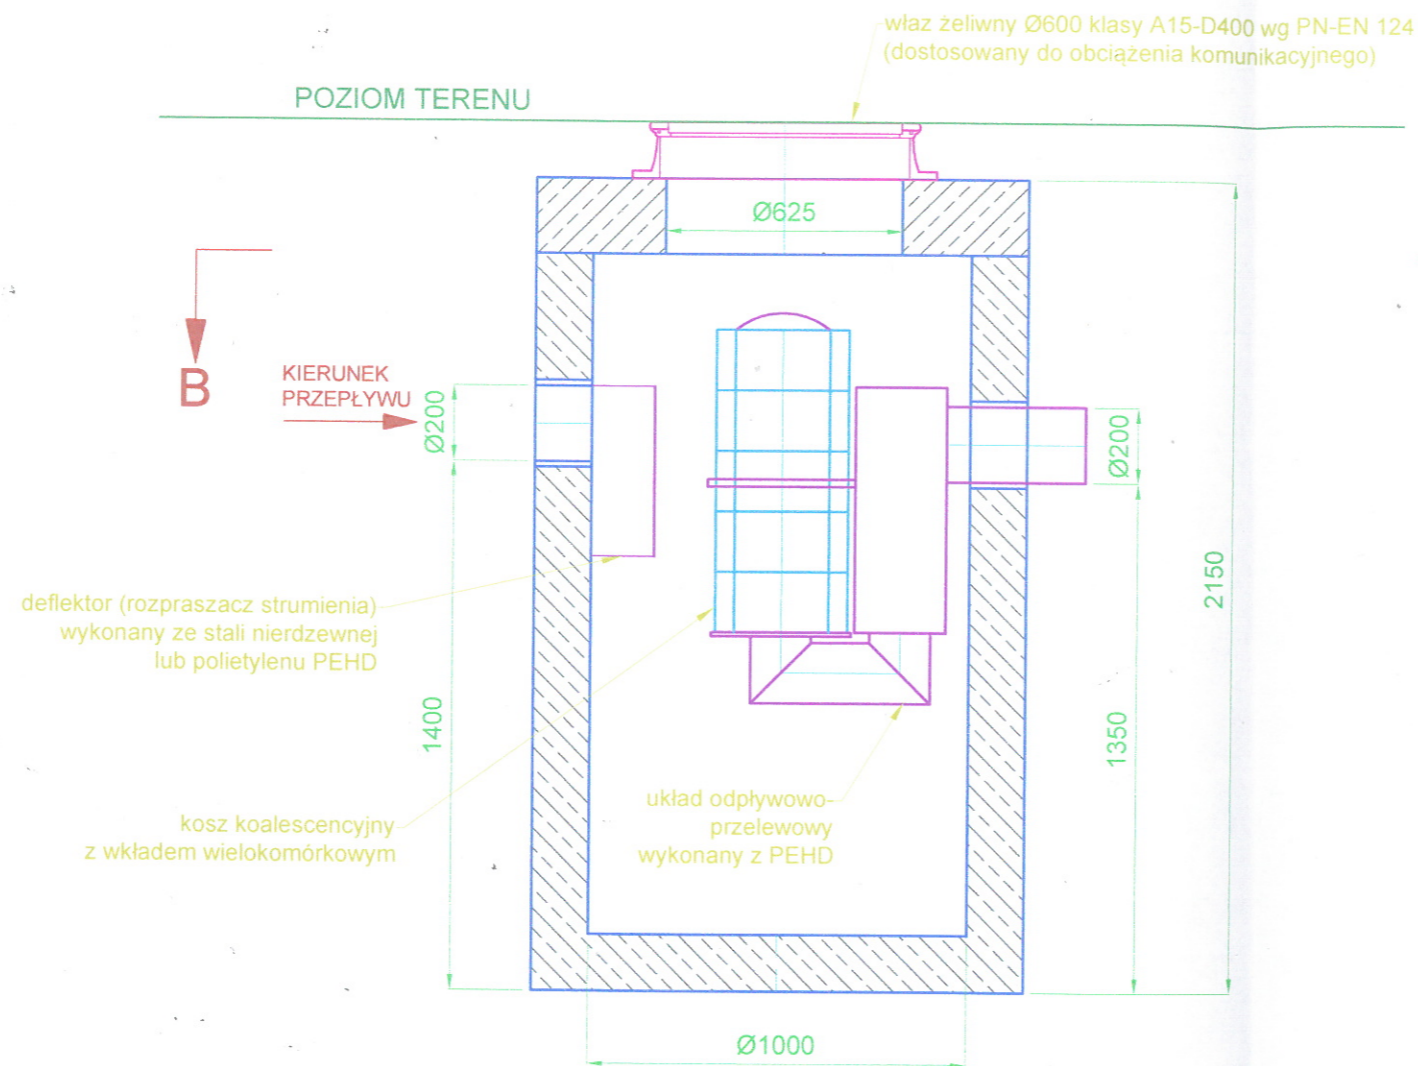 właz żeliwny Ø600 klasy A15-D400 wg PN-EN 124
(dostosowany do obciążenia komunikacyjnego)
POZIOM TERENU
Ø625
B
KIERUNEK
PRZEPŁYWU
Ø200
Ø200
2150
deflektor (rozpraszacz strumienia)
wykonany ze stali nierdzewnej
lub polietylenu PEHD
1400
1350
kosz koalescencyjny
z wkładem wielokomórkowym
układ odpływowo-
przelewowy
wykonany z PEHD
Ø1000